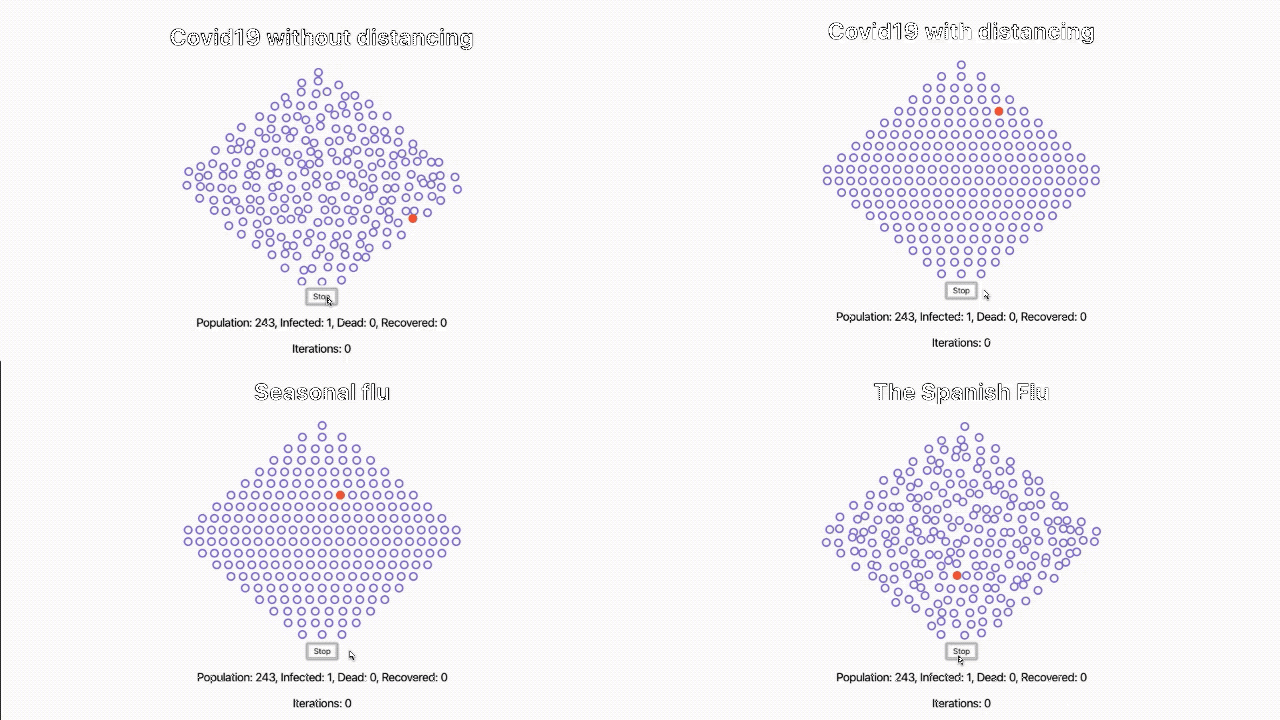 Covid19 without distancing
Stop
Population: 243, Infected: 1, Dead: 0, Recovered: 0
Iterations: 0
Covid19 with distancing
Stop
Population: 243, Infected: 1, Dead: 0, Recovered: 0
Iterations: 0
Seasonal flu
Stop
Population: 243, Infected: 1, Dead: 0, Recovered: 0
Iterations: 0
The Spanish Flu
Stop
Population: 243, Infected: 1, Dead: 0, Recovered: 0
Iterations: 0